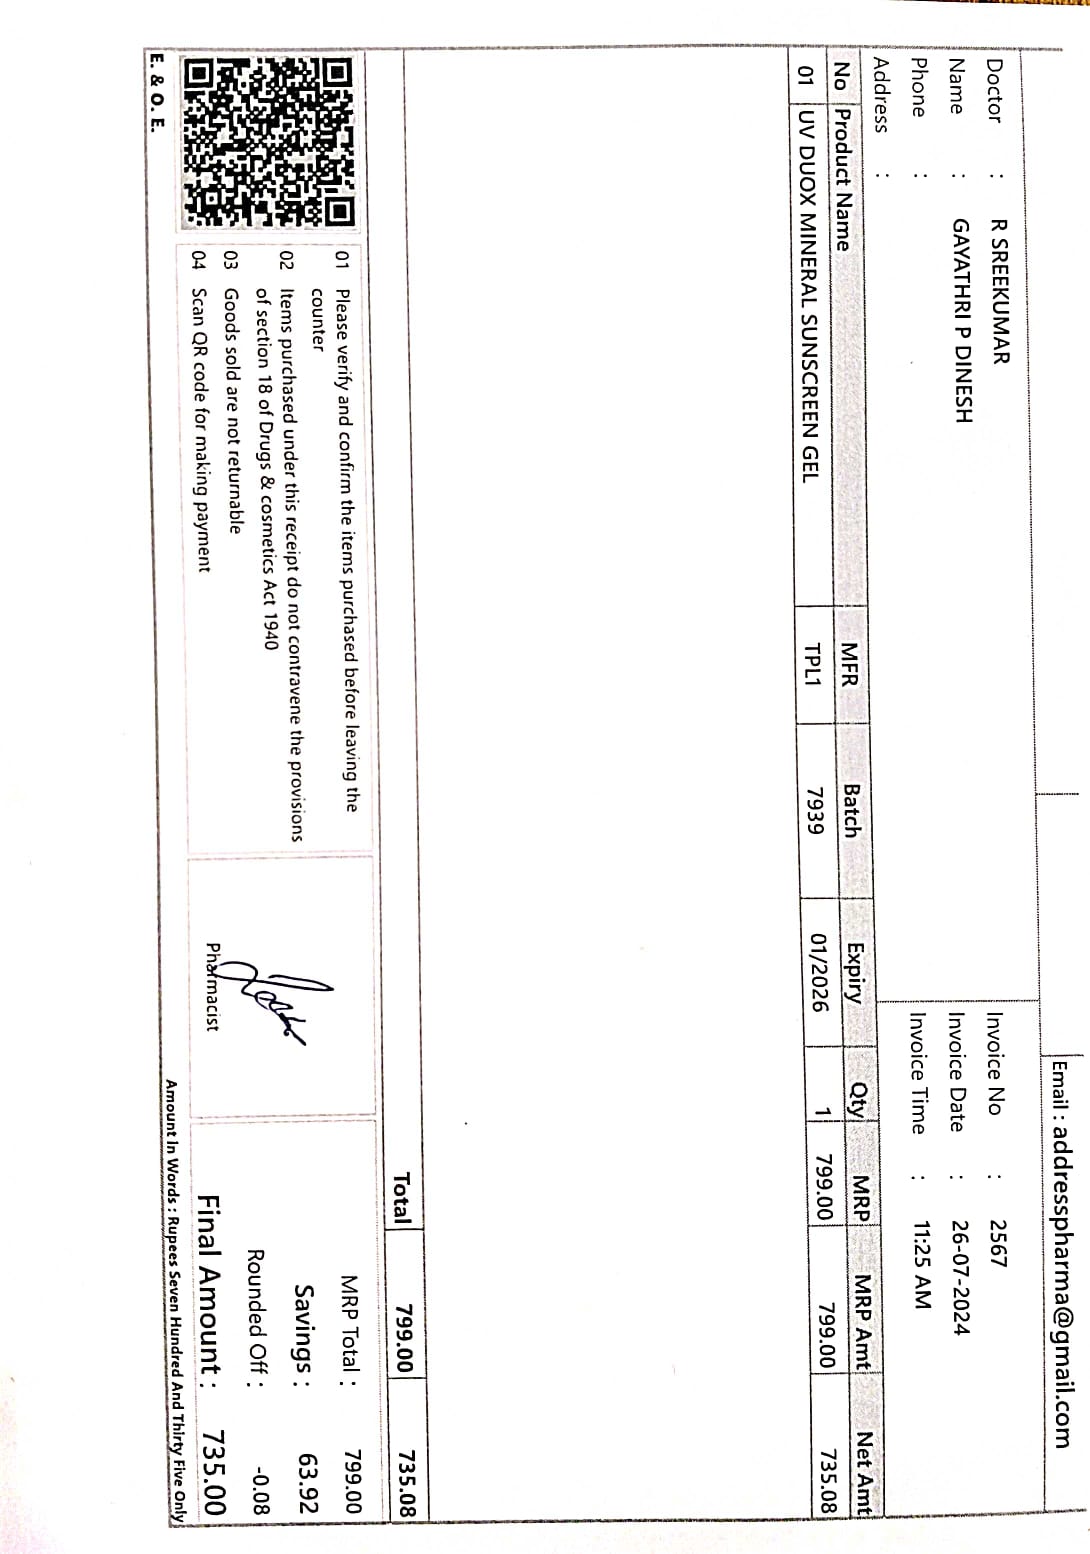 Email : addresspharma@gmail.com
Doctor : R SREEKUMAR
Name : GAYATHRI P DINESH
Phone :
Address :
Invoice No : 2567
Invoice Date : 26-07-2024
Invoice Time : 11:25 AM
No Product Name MFR Batch Expiry Qty MRP MRP Amt Net Amt
01 UV DUOX MINERAL SUNSCREEN GEL TPL1 7939 01/2026 1 799.00 799.00 735.08
Total 799.00 735.08
01 Please verify and confirm the items purchased before leaving the
counter
02 Items purchased under this receipt do not contravene the provisions
of section 18 of Drugs & cosmetics Act 1940
03 Goods sold are not returnable
04 Scan QR code for making payment
Pharmacist
MRP Total : 799.00
Savings : 63.92
Rounded Off : -0.08
Final Amount : 735.00
Amount In Words : Rupees Seven Hundred And Thirty Five Only
E. & O. E.